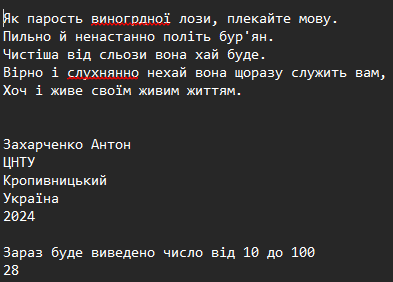 Як парость виногрдної лози, плекайте мову.
Пильно й ненастанно політь бур'ян.
Чистіша від сльози вона хай буде.
Вірно і слухнянно нехай вона щоразу служить вам,
Хоч і живе своїм живим життям.
Захарченко Антон
ЦНТУ
Кропивницький
Україна
2024
Зараз буде виведено число від 10 до 100
28